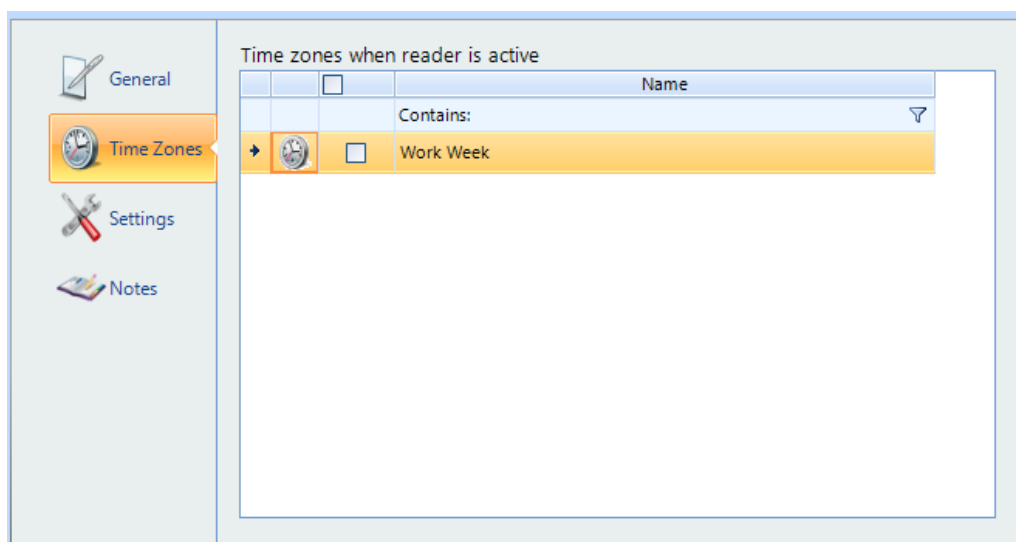 General
Time Zones
Settings
Notes
Time zones when reader is active
Name
Contains:
Work Week